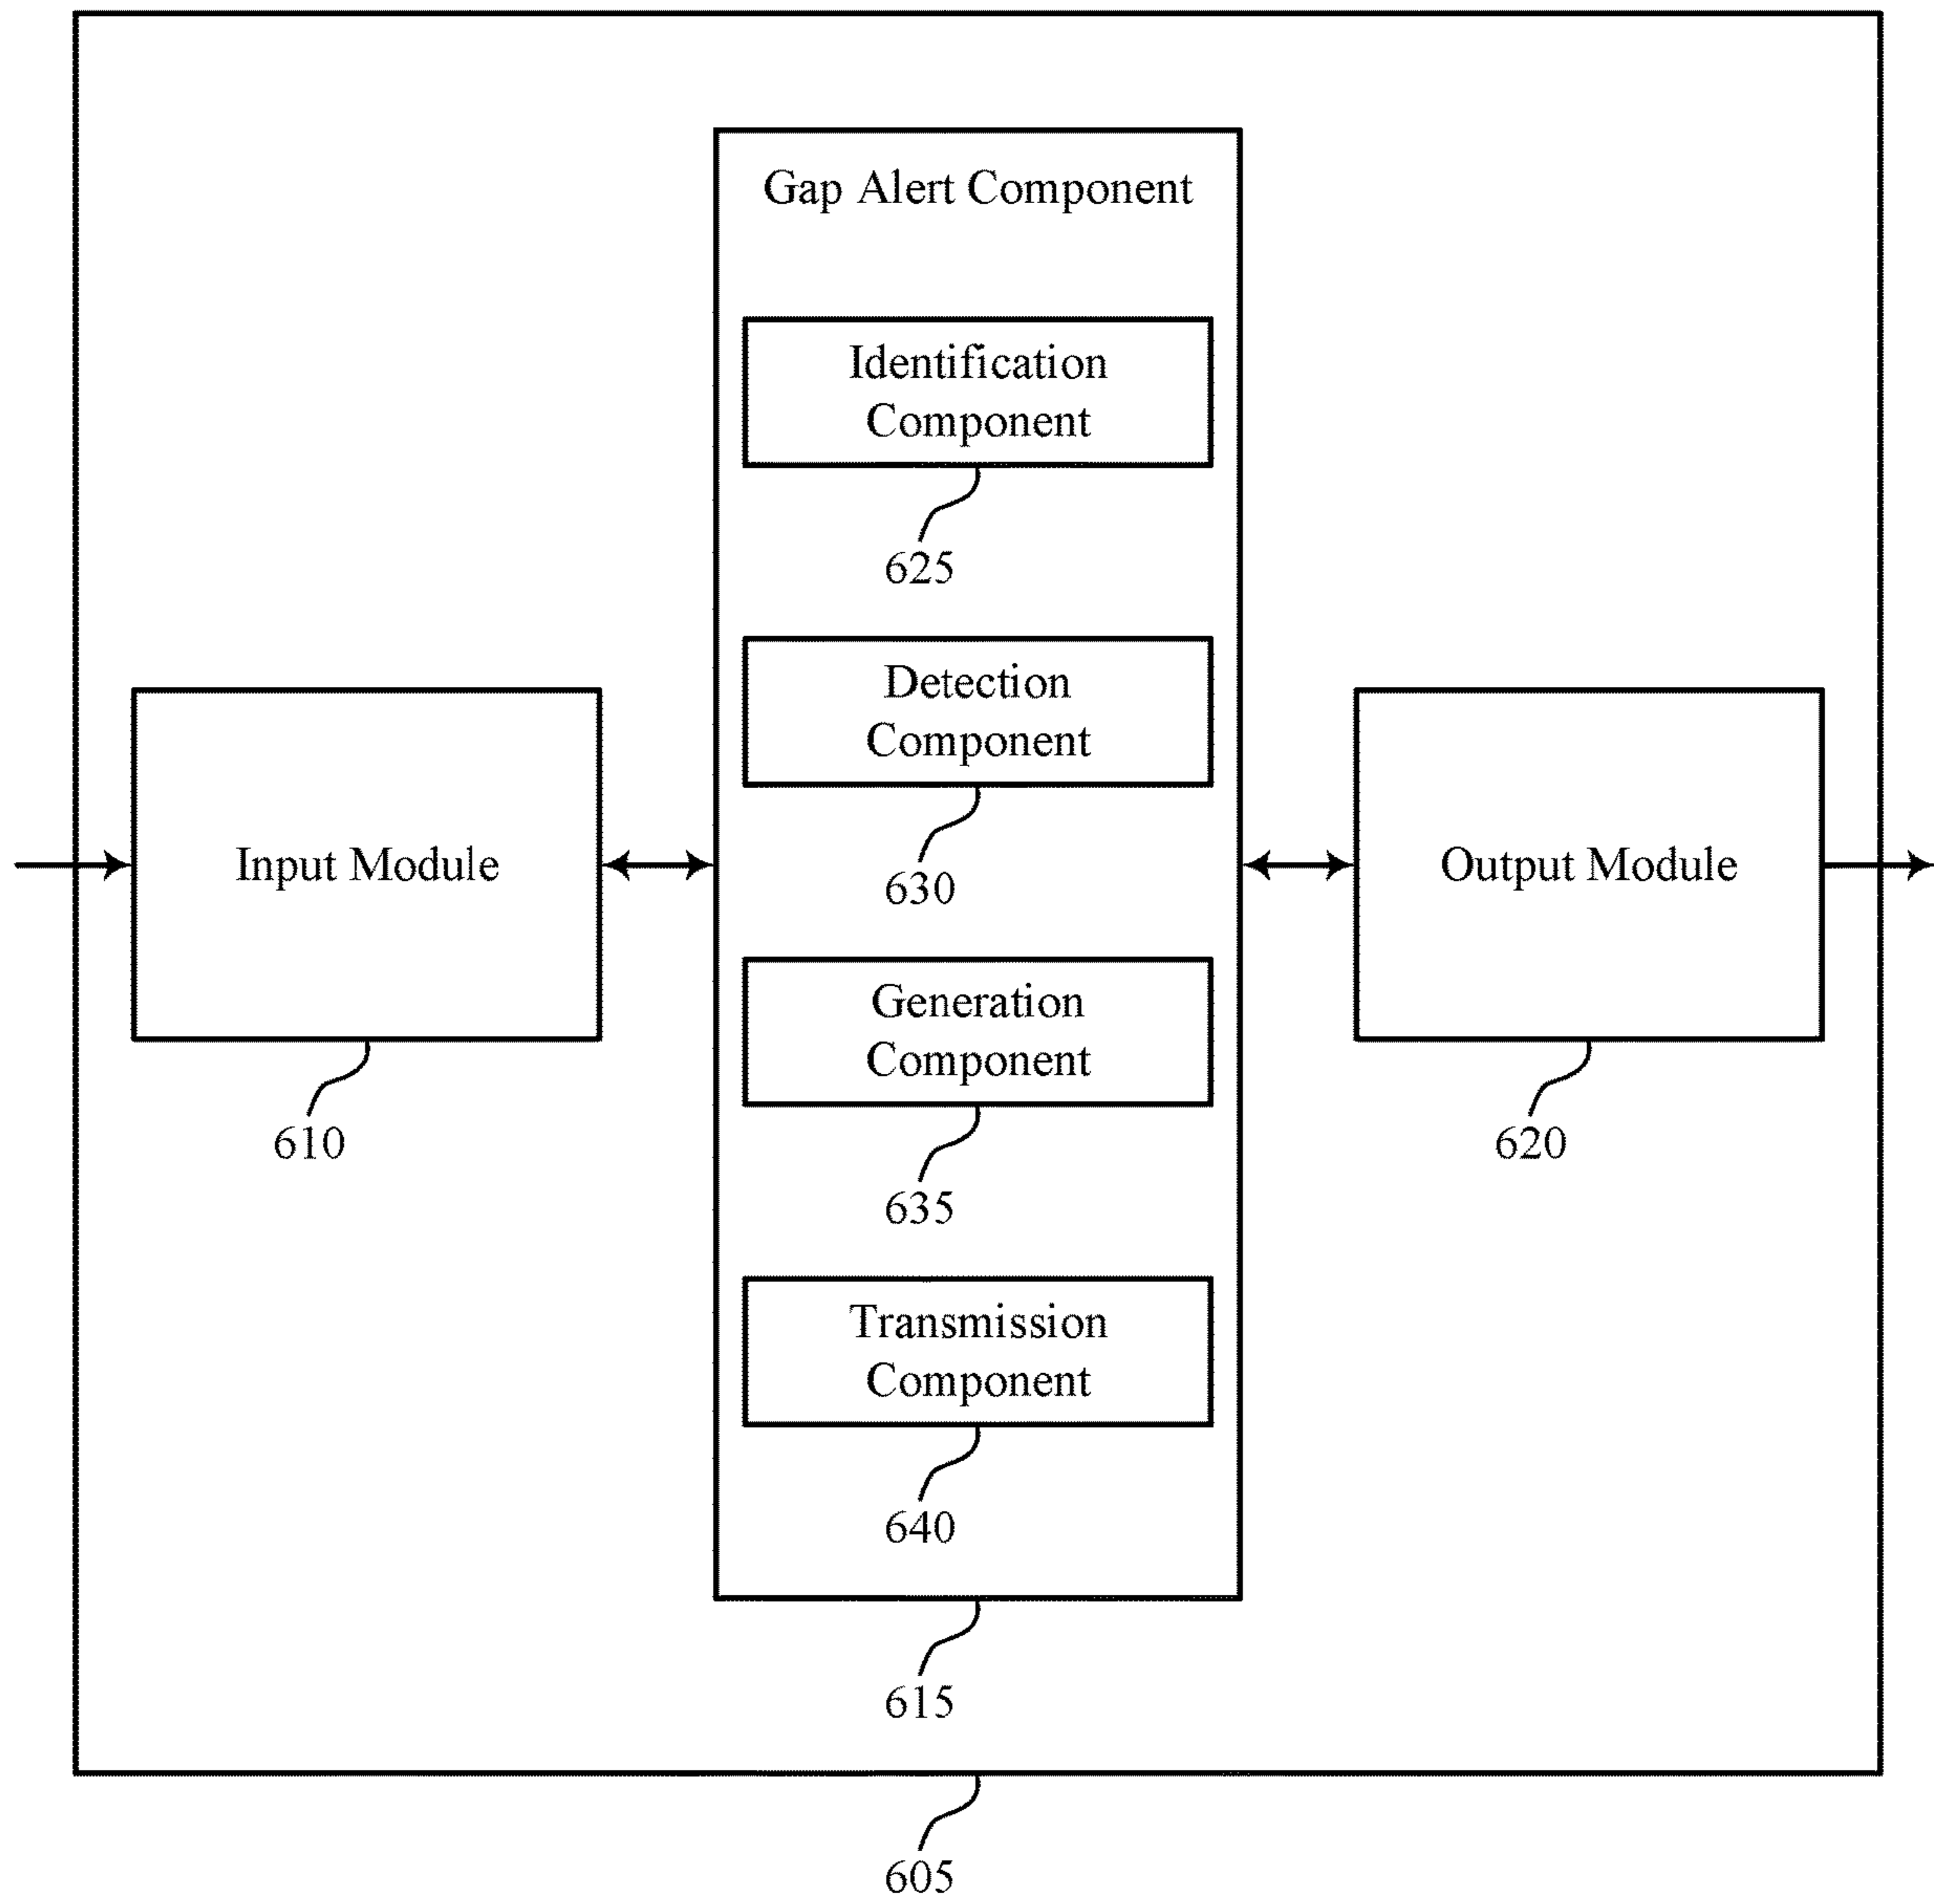 Gap Alert Component
Identification
Component
625
Detection
Component
630
Input Module
610
Output Module
620
Generation
Component
635
Transmission
Component
640
615
605